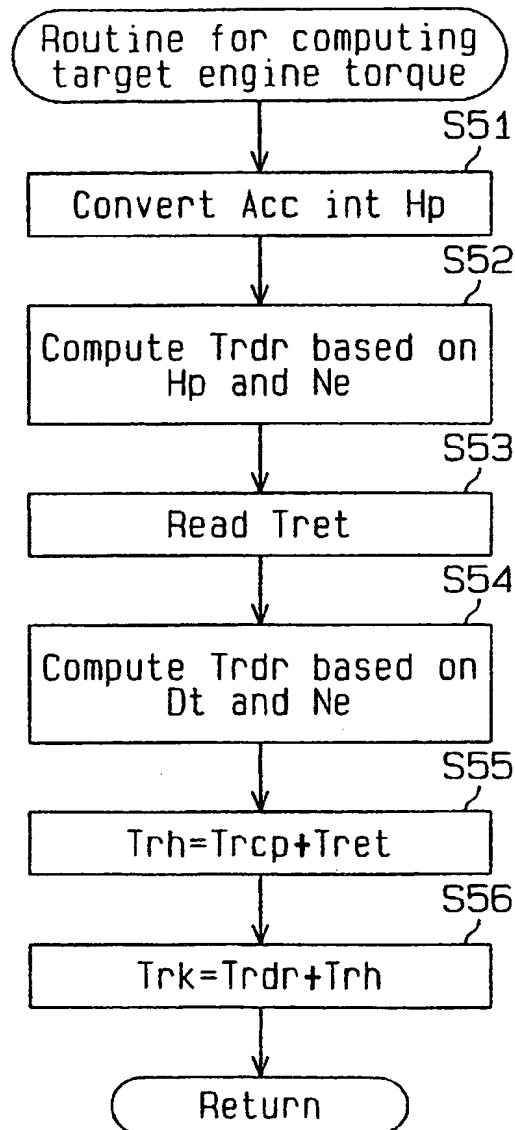 Routine for computing
target engine torque
S51
Convert Acc int Hp
S52
Compute Trdr based on
Hp and Ne
S53
Read Tret
S54
Compute Trdr based on
Dt and Ne
S55
Trh=Trcp+Tret
S56
Trk=Trdr+Trh
Return